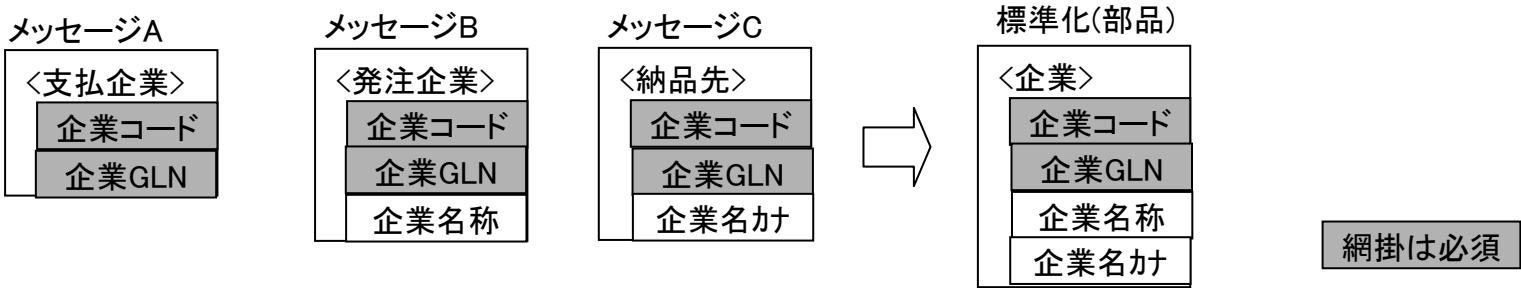 メッセージA
<支払企業>
企業コード
企業GLN
メッセージB
<発注企業>
企業コード
企業GLN
企業名称
メッセージC
<納品先>
企業コード
企業GLN
企業名ｶﾅ
標準化(部品)
<企業>
企業コード
企業GLN
企業名称
企業名ｶﾅ
網掛は必須